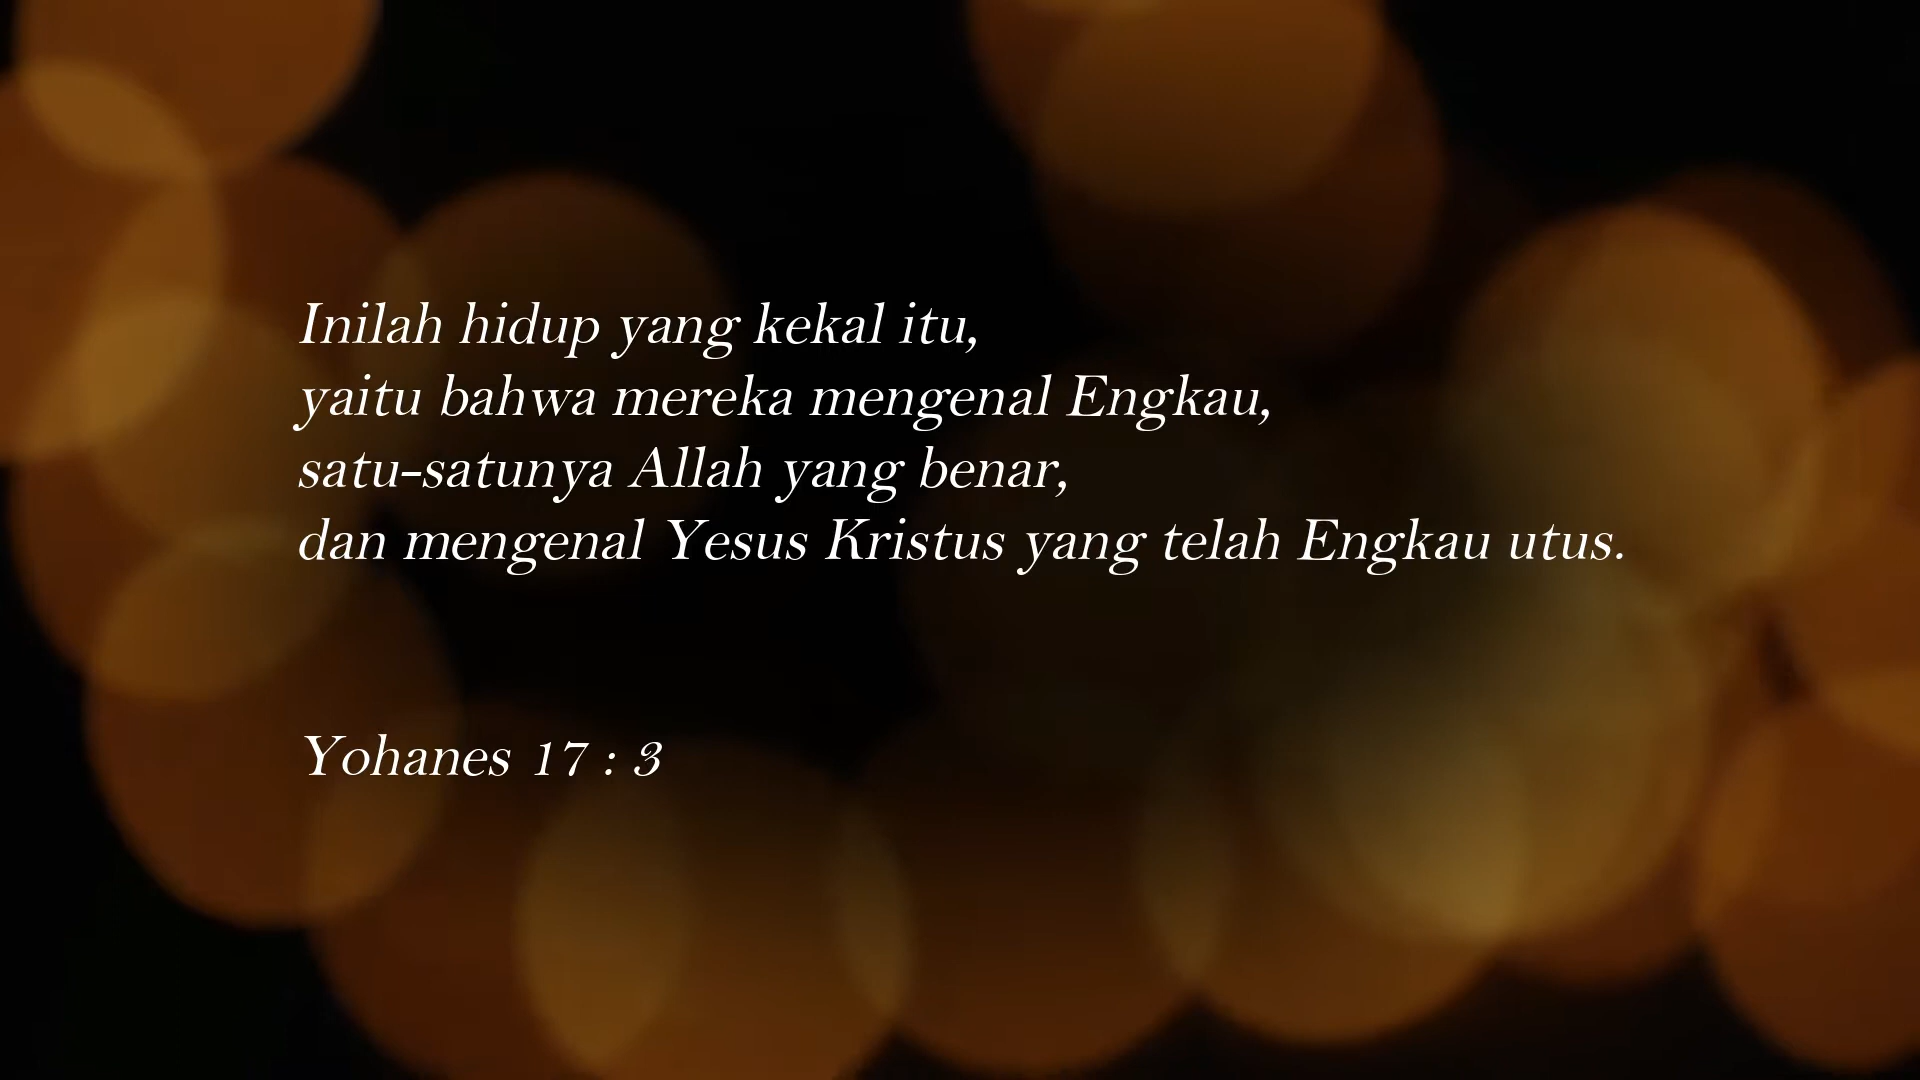 Inilah hidup yang kekal itu,
yaitu bahwa mereka mengenal Engkau,
satu-satunya Allah yang benar,
dan mengenal Yesus Kristus yang telah Engkau utus.
Yohanes 17 : 3